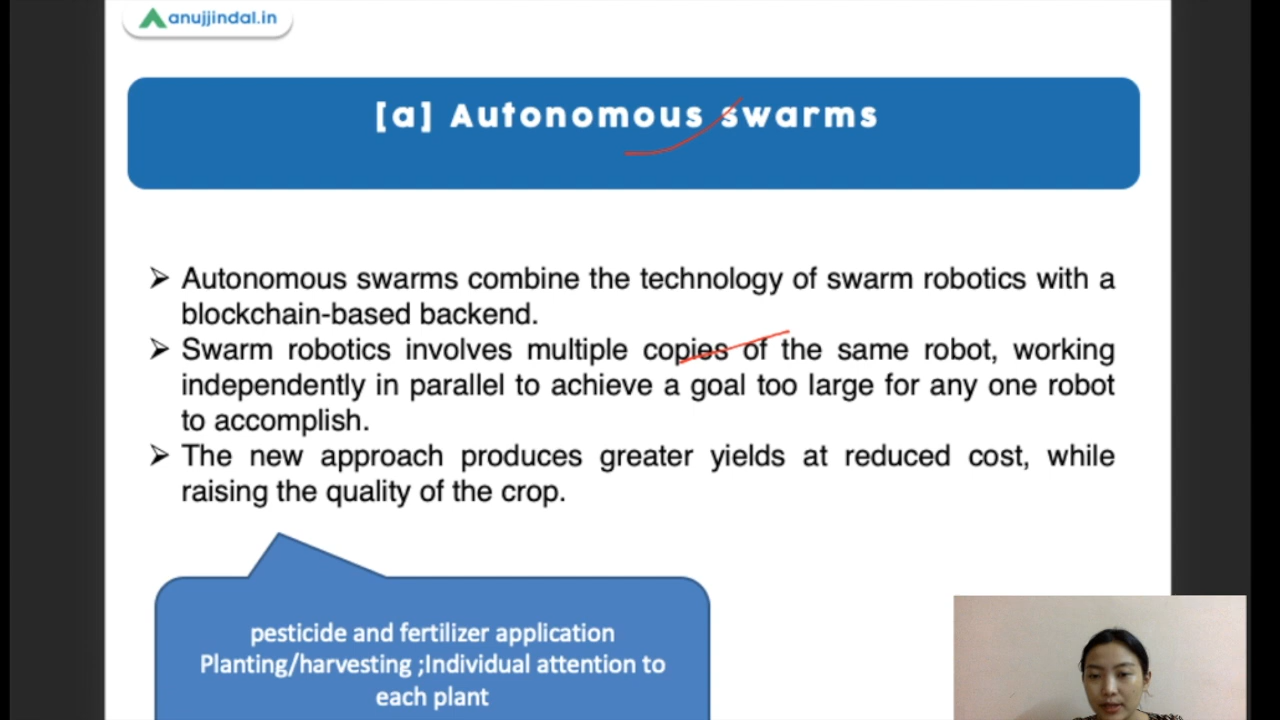 anujjindal.in
[a] Autonomous swarms
➢ Autonomous swarms combine the technology of swarm robotics with a
blockchain-based backend.
➢ Swarm robotics involves multiple copies of the same robot, working
independently in parallel to achieve a goal too large for any one robot
to accomplish.
➢ The new approach produces greater yields at reduced cost, while
raising the quality of the crop.
pesticide and fertilizer application
Planting/harvesting ;Individual attention to
each plant